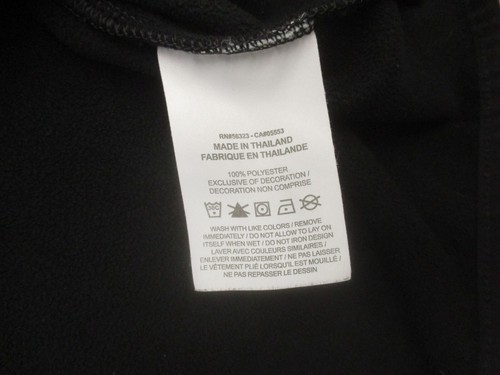 RN#56323 - CA#05553
MADE IN THAILAND
FABRIQUE EN THAILANDE
100% POLYESTER
EXCLUSIVE OF DECORATION /
DECORATION NON COMPRISE
WASH WITH LIKE COLORS / REMOVE
IMMEDIATELY / DO NOT ALLOW TO LAY ON
ITSELF WHEN WET / DO NOT IRON DESIGN
LAVER AVEC COULEURS SIMILAIRES /
ENLEVER IMMEDIATEMENT / NE PAS LAISSER
LE VÊTEMENT PLIÉ LORSQU'IL EST MOUILLÉ /
NE PAS REPASSER LE DESSIN